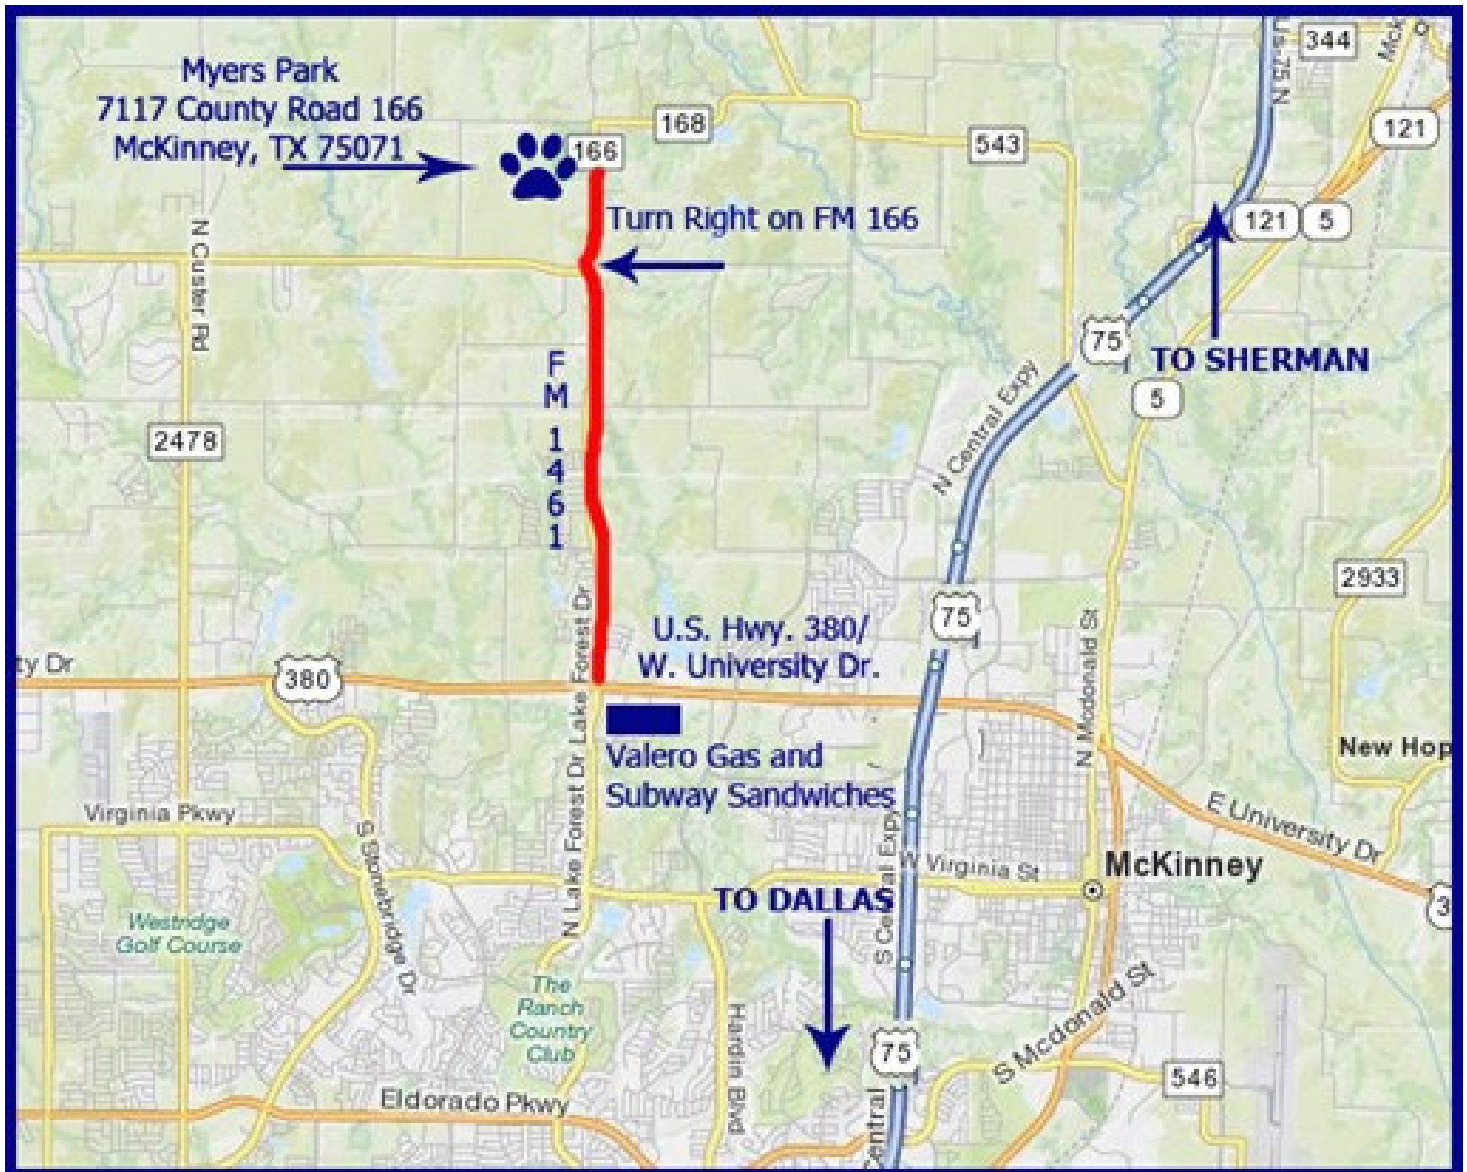 Myers Park
7117 County Road 166
McKinney, TX 75071
166
168
543
344
US-75 N
121
121
5
Turn Right on FM 166
N Custer Rd
75
TO SHERMAN
5
FM 1461
2478
N Central Expy
2933
75
N Mcdonald St
U.S. Hwy. 380/
W. University Dr.
ty Dr
380
N Lake Forest Dr
Lake Forest Dr
Valero Gas and
Subway Sandwiches
New Hop
E University Dr
Virginia Pkwy
S Stonebridge Dr
W Virginia St
McKinney
TO DALLAS
S Central Expy
3
Westridge
Golf Course
The
Ranch
Country
Club
Hardin Blvd
75
S Mcdonald St
546
Eldorado Pkwy
Central